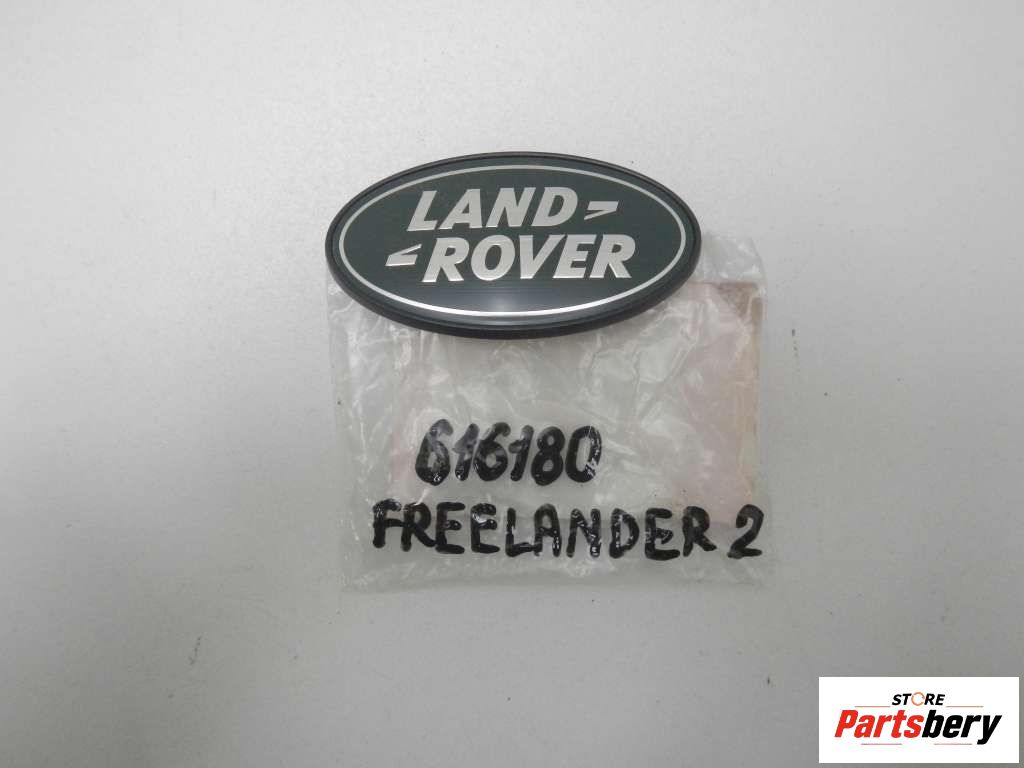 LAND
ROVER
616180
FREELANDER 2
STORE
Partsbery